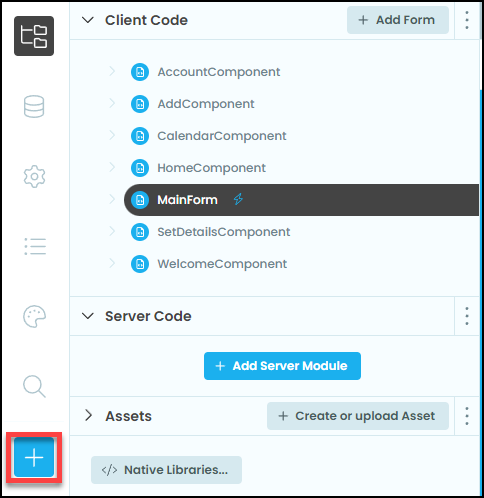 Client Code
+ Add Form
AccountComponent
AddComponent
CalendarComponent
HomeComponent
MainForm
SetDetailsComponent
WelcomeComponent
Server Code
+ Add Server Module
Assets
+ Create or upload Asset
</> Native Libraries...